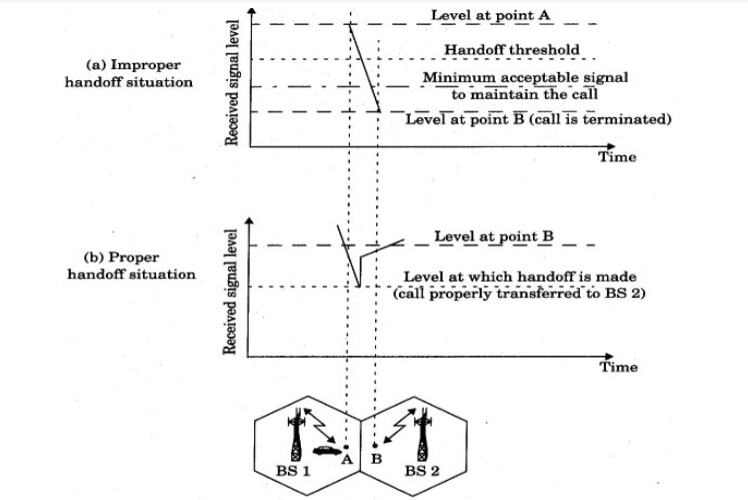 Level at point A
Handoff threshold
(a) Improper
handoff situation
Received signal level
Minimum acceptable signal
to maintain the call
Level at point B (call is terminated)
Time
Level at point B
(b) Proper
handoff situation
Received signal level
Level at which handoff is made
(call properly transferred to BS 2)
Time
A
B
BS 1
BS 2